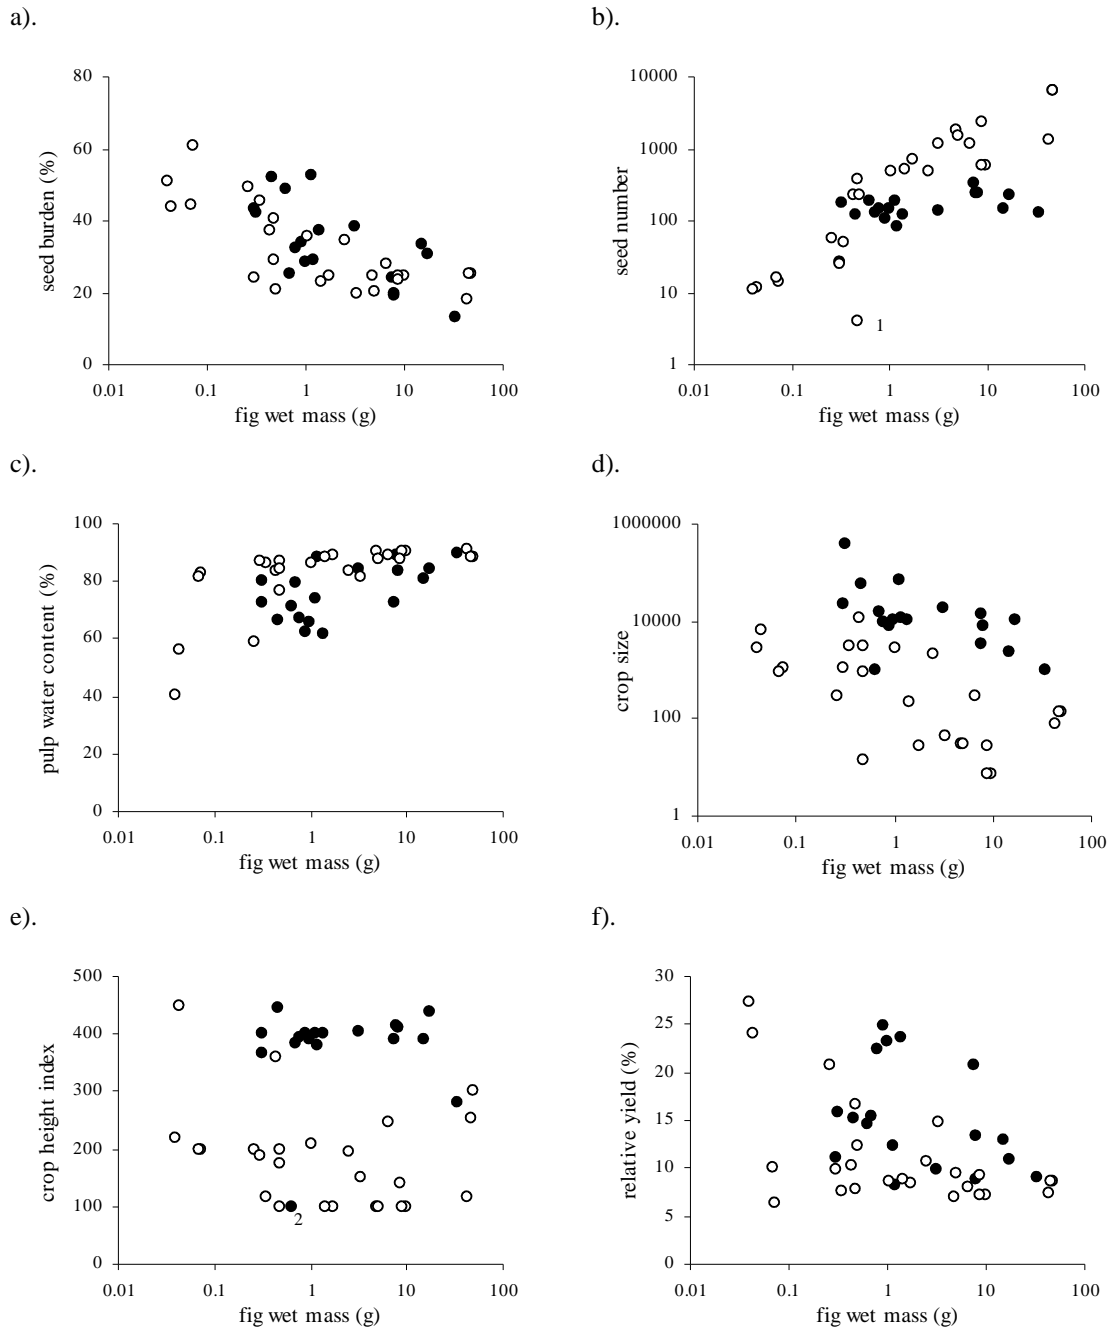 a).
b).
80
60
40
20
0
0.01 0.1 1 10 100
seed burden (%)
fig wet mass (g)
10000
1000
100
10
1
0.01 0.1 1 10 100
seed number
1
fig wet mass (g)
c).
d).
100
80
60
40
20
0
0.01 0.1 1 10 100
pulp water content (%)
fig wet mass (g)
1000000
10000
100
1
0.01 0.1 1 10 100
crop size
fig wet mass (g)
e).
f).
500
400
300
200
100
0
0.01 0.1 1 10 100
crop height index
2
fig wet mass (g)
30
25
20
15
10
5
0
0.01 0.1 1 10 100
relative yield (%)
fig wet mass (g)